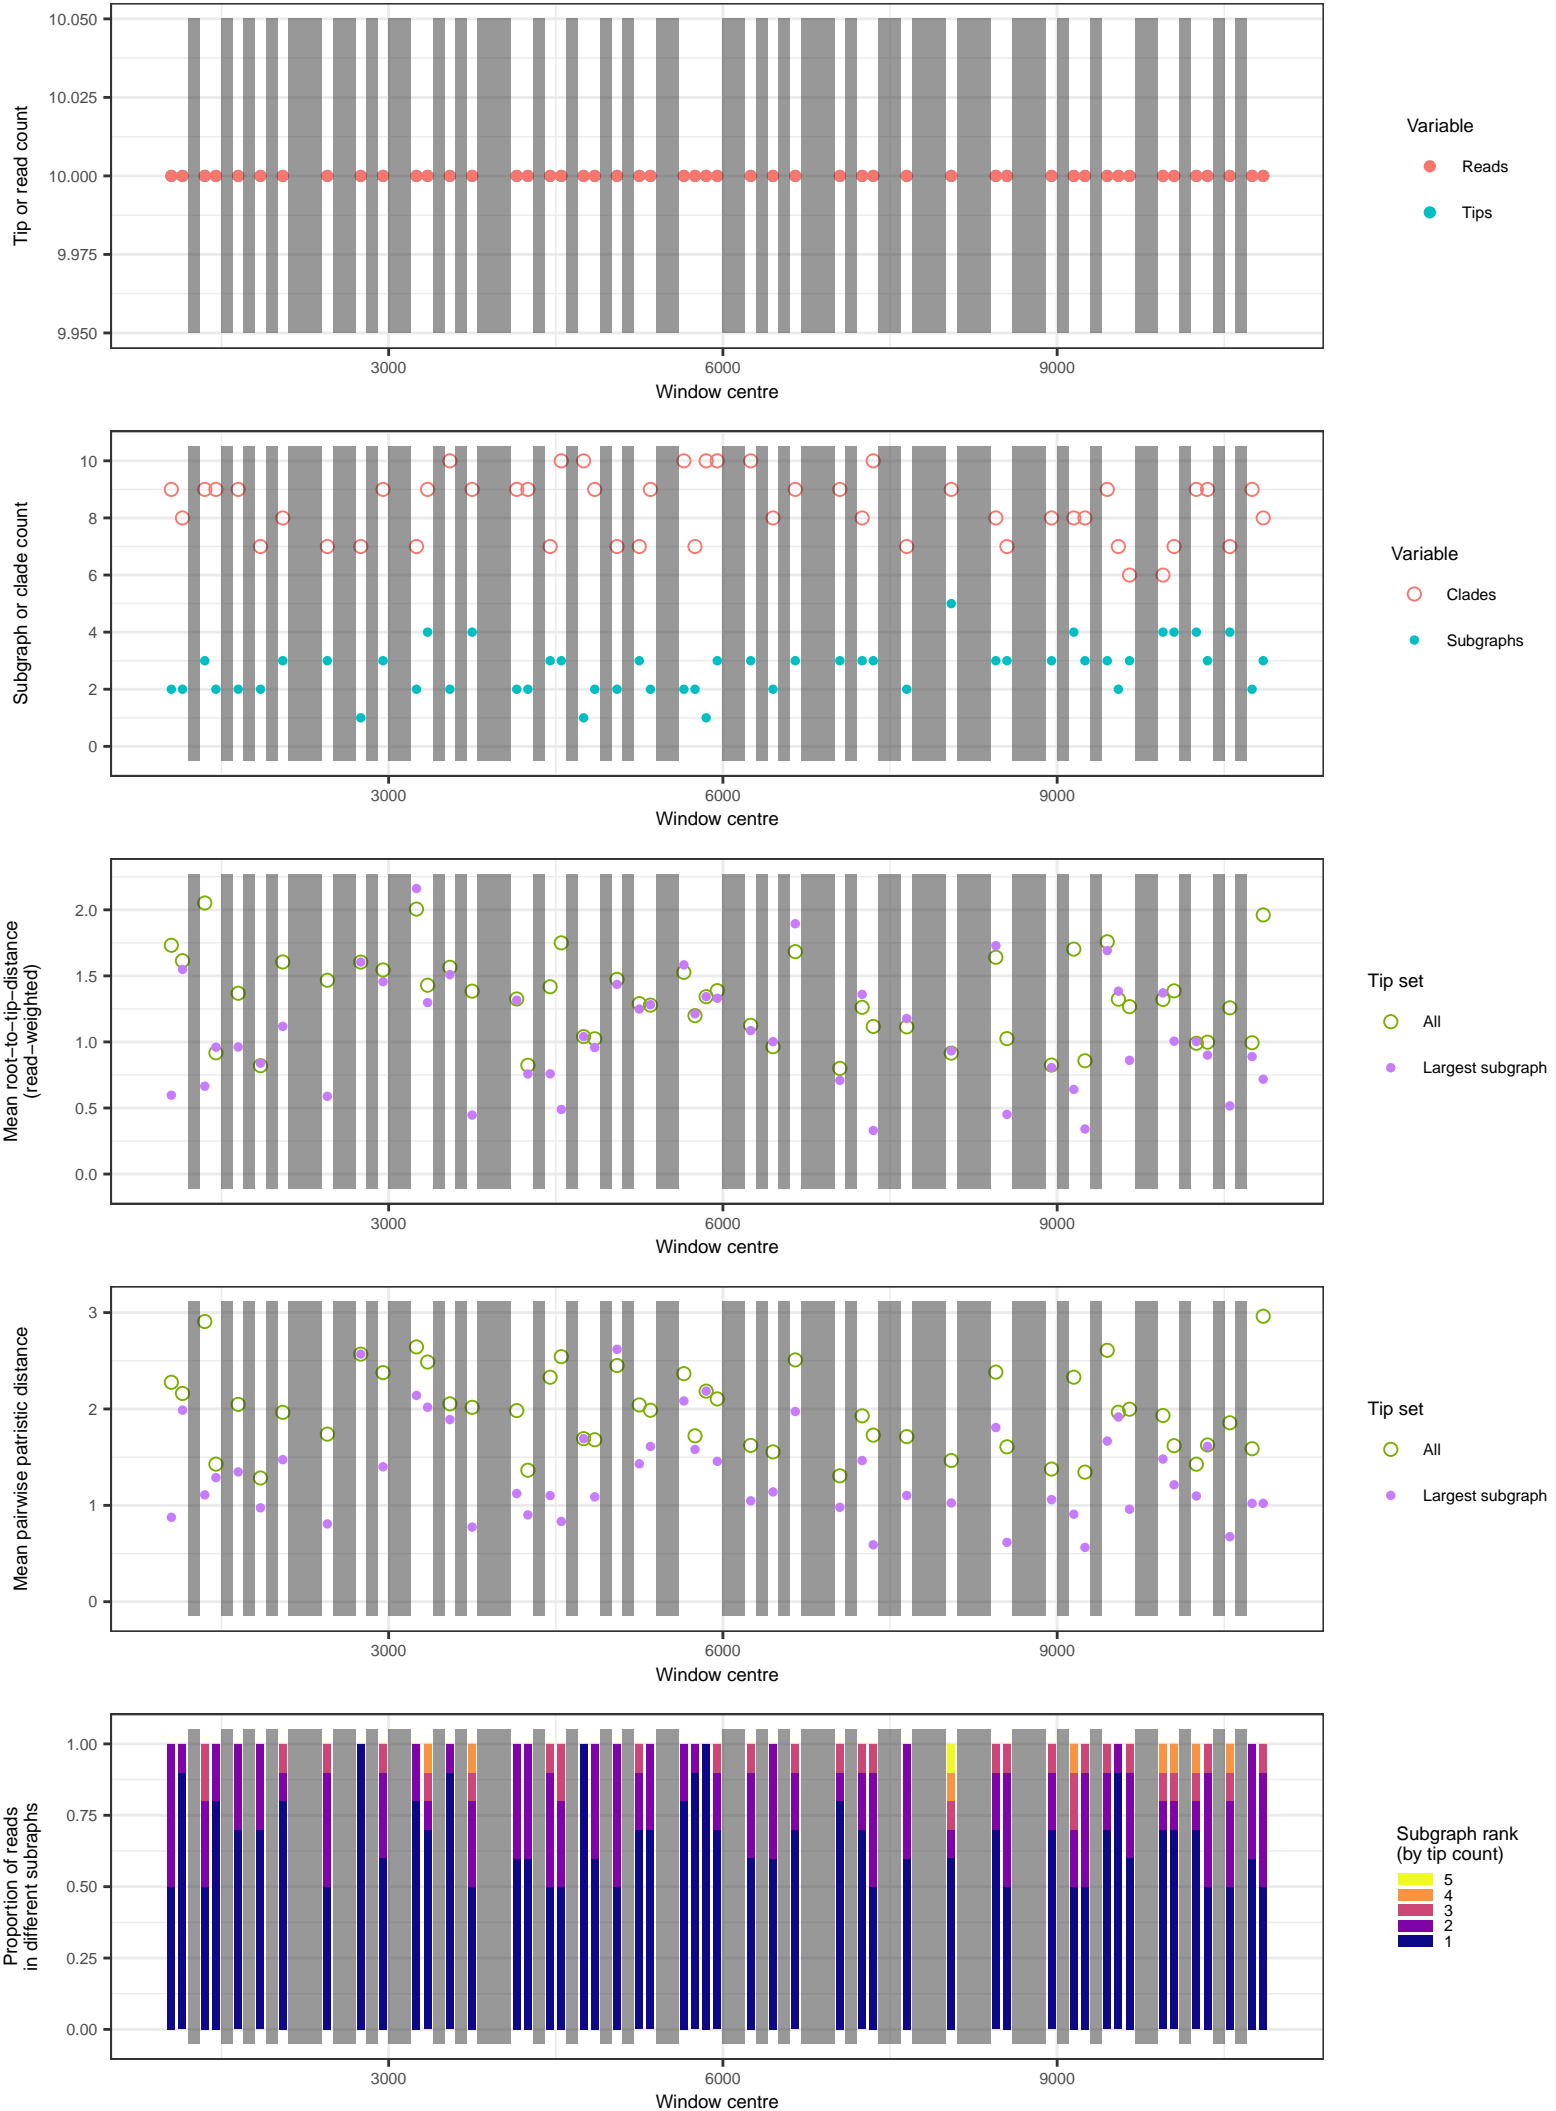 10.050
10.025
10.000
9.975
9.950
Tip or read count
3000
6000
9000
Window centre
Variable
Reads
Tips
10
8
6
4
2
0
Subgraph or clade count
3000
6000
9000
Window centre
Variable
Clades
Subgraphs
2.0
1.5
1.0
0.5
0.0
Mean root−to−tip−distance
(read−weighted)
3000
6000
9000
Window centre
Tip set
All
Largest subgraph
3
2
1
0
Mean pairwise patristic distance
3000
6000
9000
Window centre
Tip set
All
Largest subgraph
1.00
0.75
0.50
0.25
0.00
Proportion of reads
in different subraphs
3000
6000
9000
Window centre
Subgraph rank
(by tip count)
5
4
3
2
1